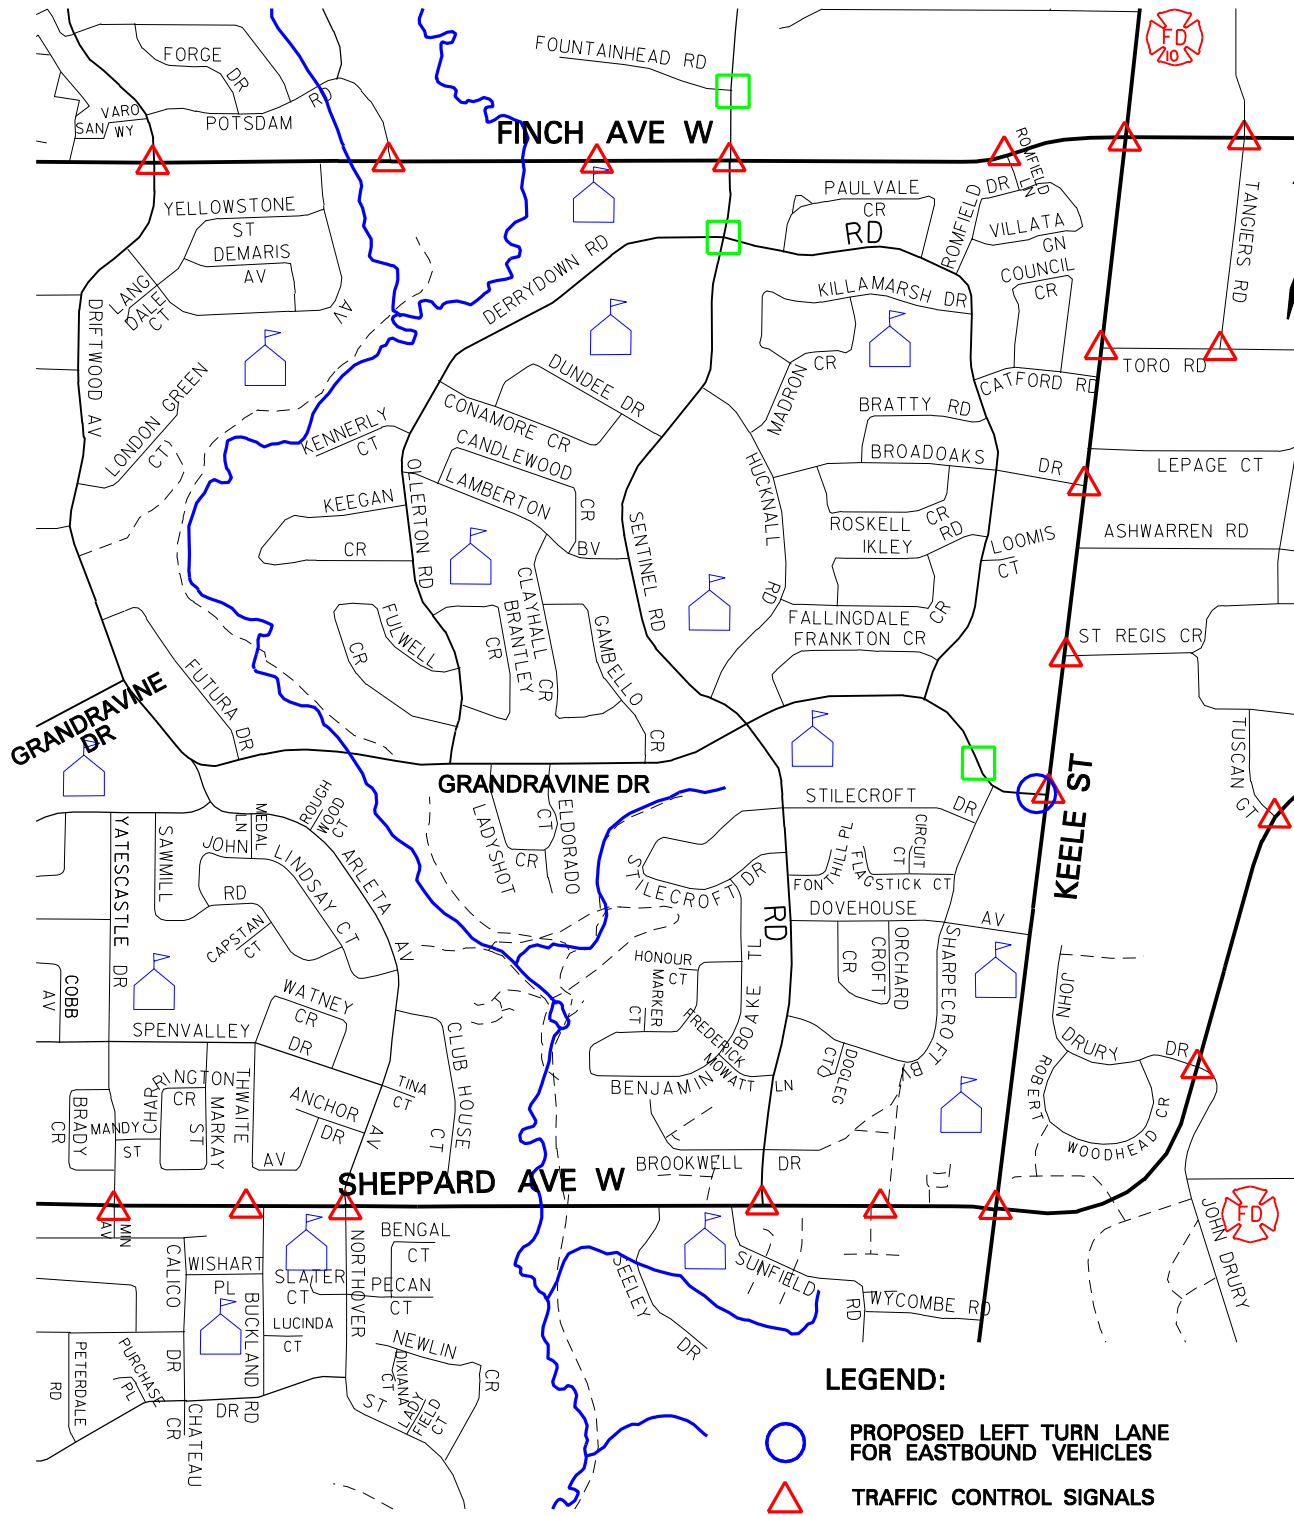 FORGE
DR
FOUNTAINHEAD RD
FD
10
VARO
SAN WY
POTSDAM
RD
FINCH AVE W
ROMFIELD
LN
PAULVALE
CR
ROMFIELD DR
VILLATA
GN
TANGIERS RD
YELLOWSTONE
ST
DEMARIS
AV
AV
LANG
DALE
CT
DERRYDOWN RD
RD
COUNCIL
CR
KILLAMARSH DR
DRIFTWOOD AV
LONDON GREEN
CT
DUNDEE DR
CONAMORE CR
MADRON CR
CATFORD RD
TORO RD
BRATTY RD
KENNERLY
CT
CANDLEWOOD
CR
LAMBERTON
BV
BROADOAKS DR
LEPAGE CT
KEEGAN
CR
OLLERTON RD
SENTINEL RD
HUCKNALL
RD
ROSKELL CR
IKLEY RD
CR
LOOMIS
CT
ASHWARREN RD
CLAYHALL
CR
BRANTLEY
CR
FULWELL
CR
GAMBELLO
CR
FALLINGDALE
FRANKTON CR
ST REGIS CR
FUTURA DR
GRANDRAVINE
DR
GRANDRAVINE DR
TUSCAN GT
KEELE ST
STILECROFT DR
ROUGH
WOOD
CT
MEDAL
LN
YATESCASTLE DR
SAWMILL
RD
JOHN
LINDSAY CT
ARLETA
AV
LADYSHOT
CR
ELDORADO
CT
STILECROFT DR
THILL PL
FON
FLAG
STICK CT
CIRCUIT
CT
CAPSTAN
CT
RD
DOVEHOUSE AV
ORCHARD
CROFT
CR
SHARPECROFT BV
HONOUR
CT
MARKER
CT
BOAKE TL
COBB
AV
WATNEY
CR
SPENVALLEY
DR
CLUB HOUSE
CT
FREDERICK
MOWATT LN
BENJAMIN
DOGLEG
CT
JOHN
DRURY DR
ROBERT
WOODHEAD CR
CHARRINGTON
CR
THWAITE
AV
MARKAY
ST
BRADY
CR
MANDY
ST
ANCHOR
DR
TINA
CT
AV
BROOKWELL DR
SHEPPARD AVE W
FD
JOHN DRURY
MIN
AV
CALICO
DR
WISHART
PL
BUCKLAND RD
SLATER
CT
LUCINDA
CT
NORTHOVER
ST
BENGAL
CT
PECAN
CT
SEELEY
DR
SUNFIELD
RD
WYCOMBE RD
PETERDALE
RD
PURCHASE
PL
DR
CHATEAU
CR
NEWLIN
CR
DIXIANA
CT
LADY
FIELD
CT
LEGEND:
PROPOSED LEFT TURN LANE
FOR EASTBOUND VEHICLES
TRAFFIC CONTROL SIGNALS